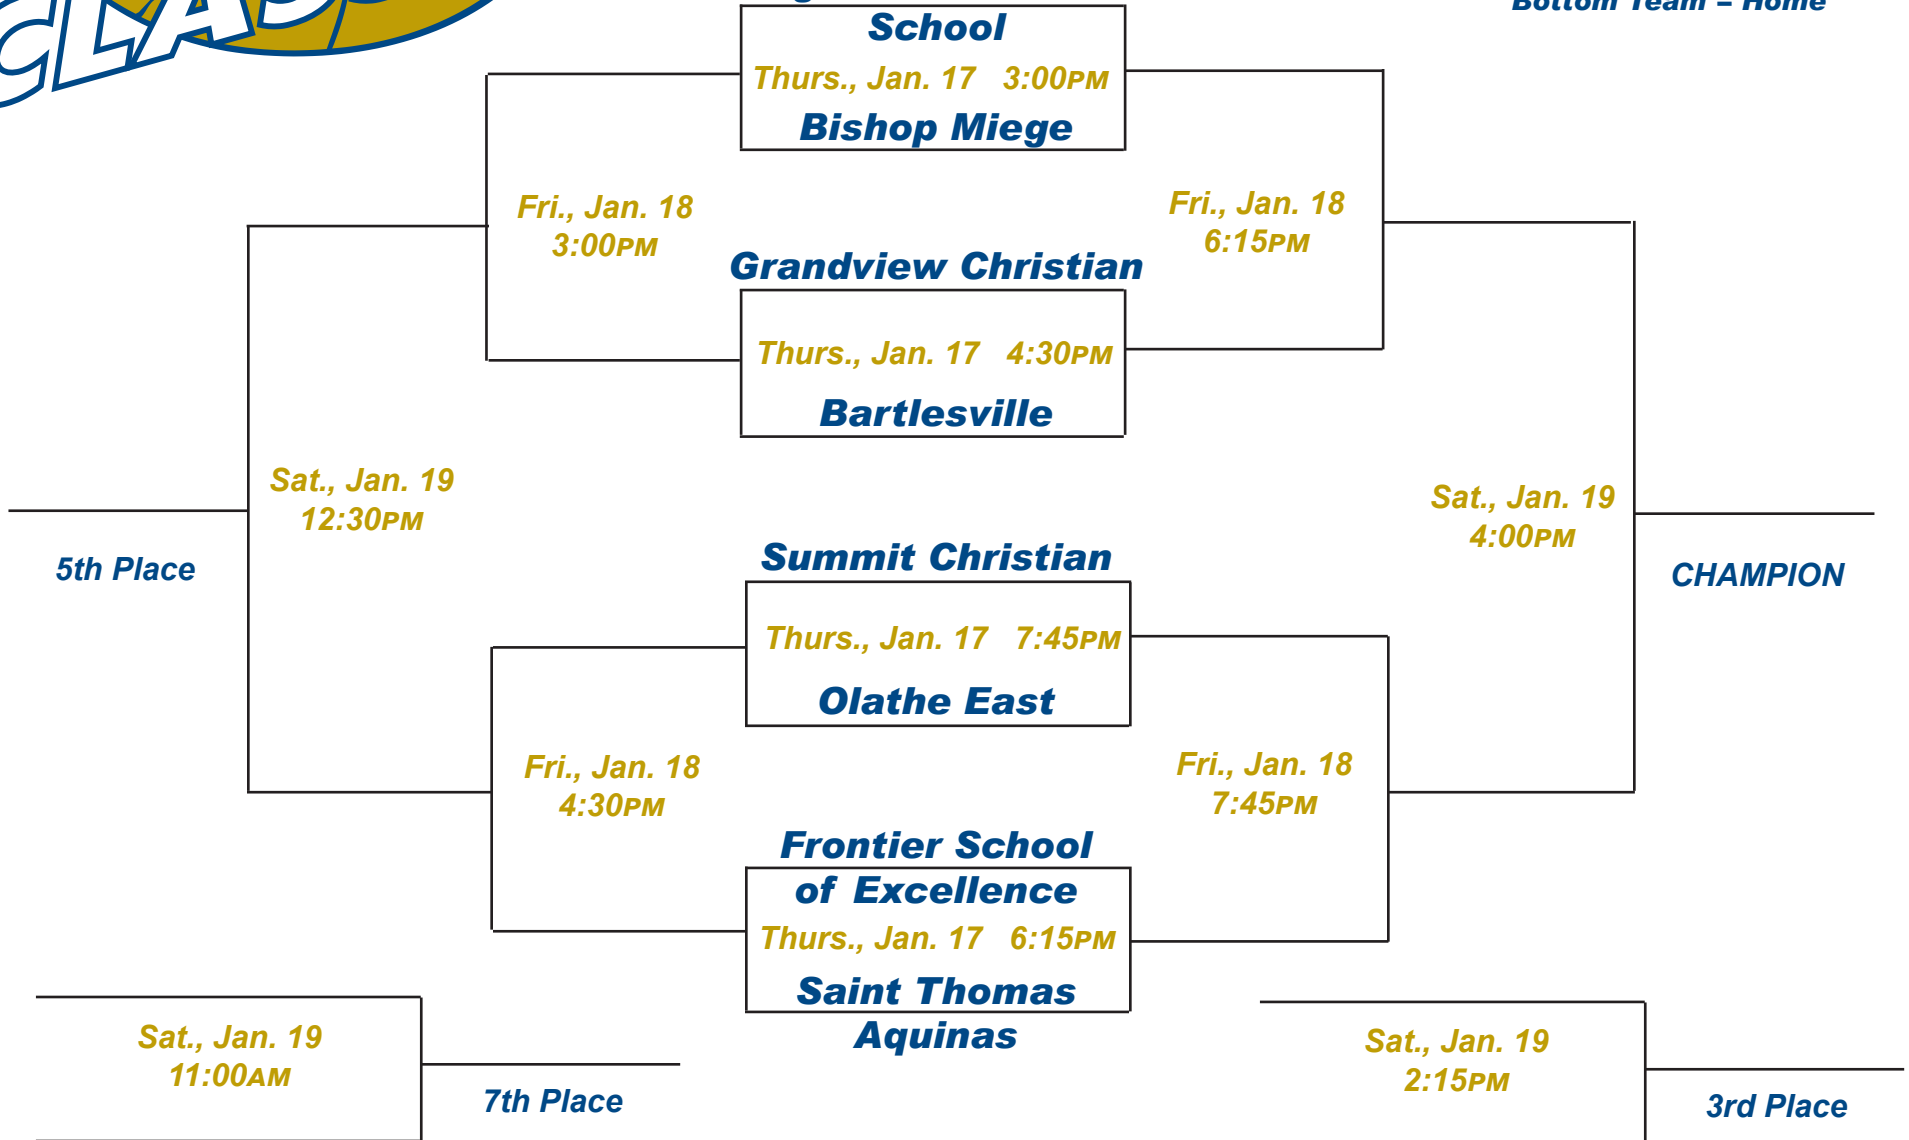 Bottom Team – Home
School
Thurs., Jan. 17 3:00PM
Bishop Miege
Fri., Jan. 18
3:00PM
Fri., Jan. 18
6:15PM
Grandview Christian
Thurs., Jan. 17 4:30PM
Bartlesville
Sat., Jan. 19
12:30PM
Sat., Jan. 19
4:00PM
5th Place
CHAMPION
Summit Christian
Thurs., Jan. 17 7:45PM
Olathe East
Fri., Jan. 18
4:30PM
Fri., Jan. 18
7:45PM
Frontier School
of Excellence
Thurs., Jan. 17 6:15PM
Saint Thomas
Aquinas
Sat., Jan. 19
11:00AM
7th Place
Sat., Jan. 19
2:15PM
3rd Place